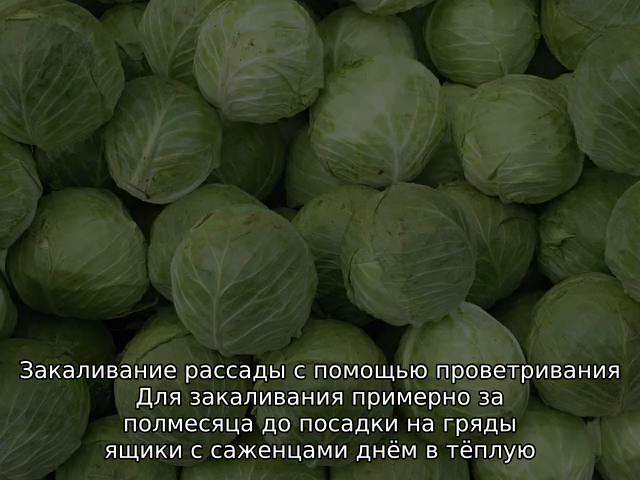 Закаливание рассады с помощью проветривания
Для закаливания примерно за
полмесяца до посадки на гряды
ящики с саженцами днём в тёплую